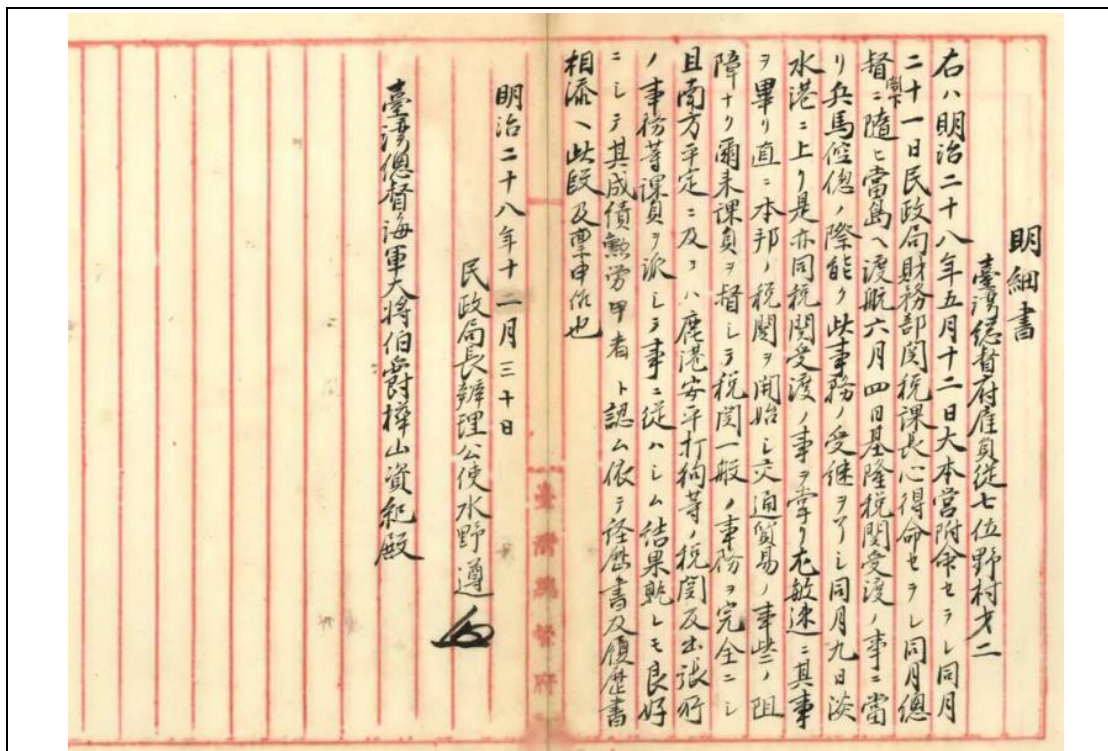 明細書
臺灣總督府雇員從七位野村才二
右ハ明治二十八年五月十二日大本営附命セラレ同月
二十一日民政局財務部関税課長心得命セラレ同月總
督閣下ニ隨ヒ當島ヘ渡航六月四日基隆税関受渡ノ事ニ當
リ兵馬倥偬ノ際能ク此事務ノ受継ヲ了シ同月九日淡
水港ニ上リ是亦同税関受渡ノ事ヲ掌リ尤敏速ニ其事
ヲ畢リ直ニ本邦ノ税関ヲ開始シ交通貿易ノ事些ノ阻
障ナク爾来課員ヲ督シテ税関一般ノ事務ヲ完全ニシ
且南方平定ニ及フハ鹿港安平打狗等ノ税関及出張所
ノ事務等課員ヲ派シテ事ニ從ハシム結果孰レモ良好
ニシテ其成績勲労甲者ト認ム依テ経歴書及履歴書
相添ヘ此段及稟申候也
明治二十八年十二月三十日
民政局長辦理公使水野遵
臺灣總督海軍大将伯爵樺山資紀殿
臺灣總督府